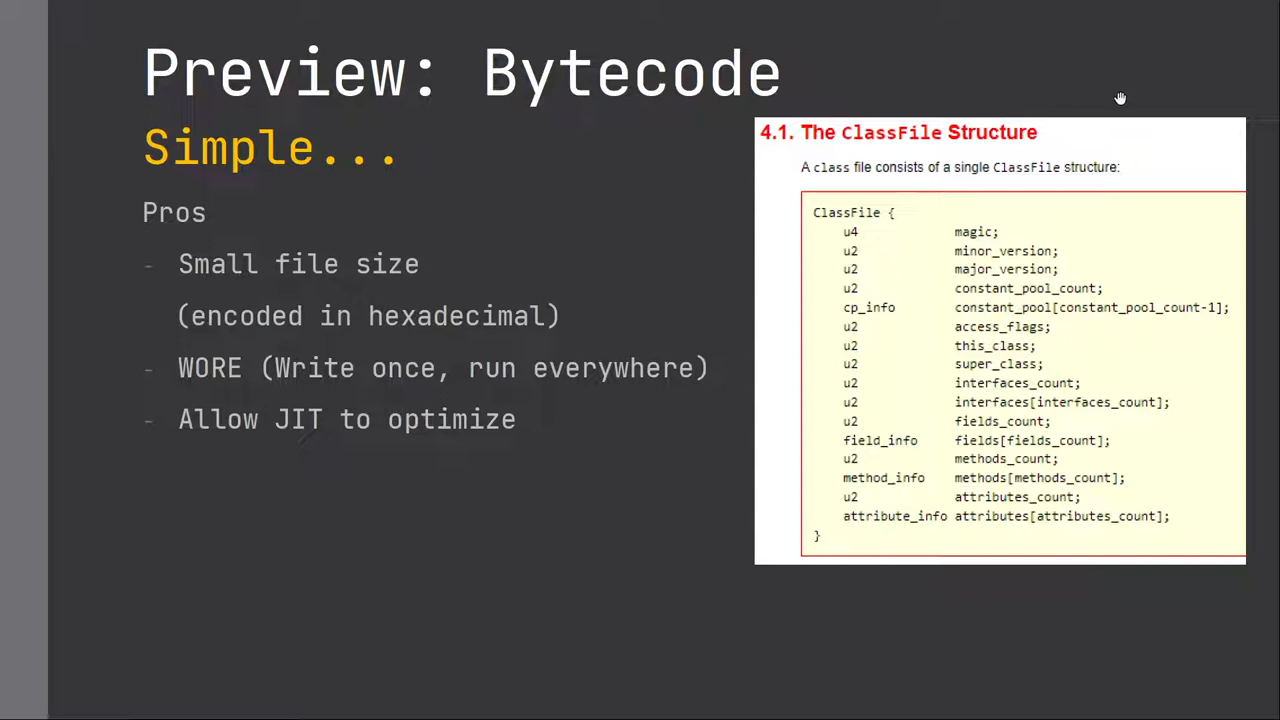 Preview: Bytecode
Simple...
Pros
- Small file size
(encoded in hexadecimal)
- WORE (Write once, run everywhere)
- Allow JIT to optimize
4.1. The ClassFile Structure
A class file consists of a single ClassFile structure:
ClassFile {
u4 magic;
u2 minor_version;
u2 major_version;
u2 constant_pool_count;
cp_info constant_pool[constant_pool_count-1];
u2 access_flags;
u2 this_class;
u2 super_class;
u2 interfaces_count;
u2 interfaces[interfaces_count];
u2 fields_count;
field_info fields[fields_count];
u2 methods_count;
method_info methods[methods_count];
u2 attributes_count;
attribute_info attributes[attributes_count];
}